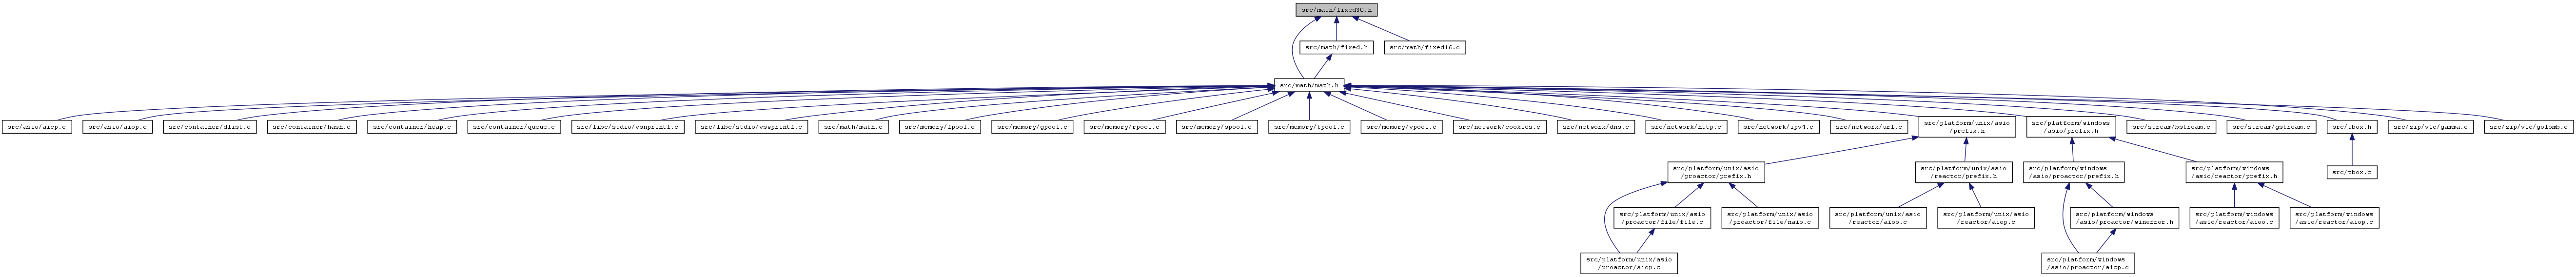 src/math/fixed30.h
src/math/fixed.h
src/math/fixed16.c
src/math/math.h
src/asio/aicp.c
src/asio/aiop.c
src/container/dlist.c
src/container/hash.c
src/container/heap.c
src/container/queue.c
src/libc/stdio/vsnprintf.c
src/libc/stdio/vswprintf.c
src/math/math.c
src/memory/fpool.c
src/memory/gpool.c
src/memory/rpool.c
src/memory/spool.c
src/memory/tpool.c
src/memory/vpool.c
src/network/cookies.c
src/network/dns.c
src/network/http.c
src/network/ipv4.c
src/network/url.c
src/platform/unix/asio
/prefix.h
src/platform/windows
/asio/prefix.h
src/stream/bstream.c
src/stream/gstream.c
src/tbox.h
src/zip/vlc/gamma.c
src/zip/vlc/golomb.c
src/platform/unix/asio
/proactor/prefix.h
src/platform/unix/asio
/reactor/prefix.h
src/platform/windows
/asio/proactor/prefix.h
src/platform/windows
/asio/reactor/prefix.h
src/tbox.c
src/platform/unix/asio
/proactor/file/file.c
src/platform/unix/asio
/proactor/file/naio.c
src/platform/unix/asio
/reactor/aioo.c
src/platform/unix/asio
/reactor/aiop.c
src/platform/windows
/asio/proactor/winerror.h
src/platform/windows
/asio/reactor/aioo.c
src/platform/windows
/asio/reactor/aiop.c
src/platform/unix/asio
/proactor/aicp.c
src/platform/windows
/asio/proactor/aicp.c